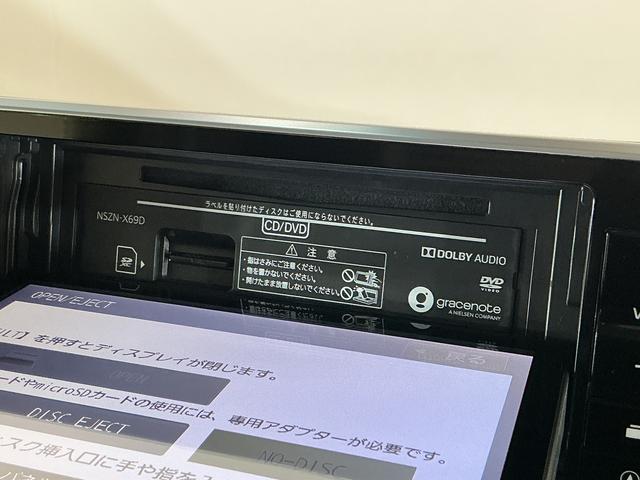 ラベルを貼り付けたディスクはご使用にならないでください。
NSZN-X69D
CD/DVD
注意
・指はさみにご注意ください。
・物を置かないでください。
・開けたまま放置しないでください。
DOLBY AUDIO
DVD
VIDEO
SD
gracenote
A NIELSEN COMPANY
OPEN/EJECT
戻る
LT】を押すとディスプレイが閉じます。
OPEN
ードやmicroSDカードの使用には、専用アダプターが必要です。
DISC EJECT
NO-DISC
スク挿入口に手や指を入